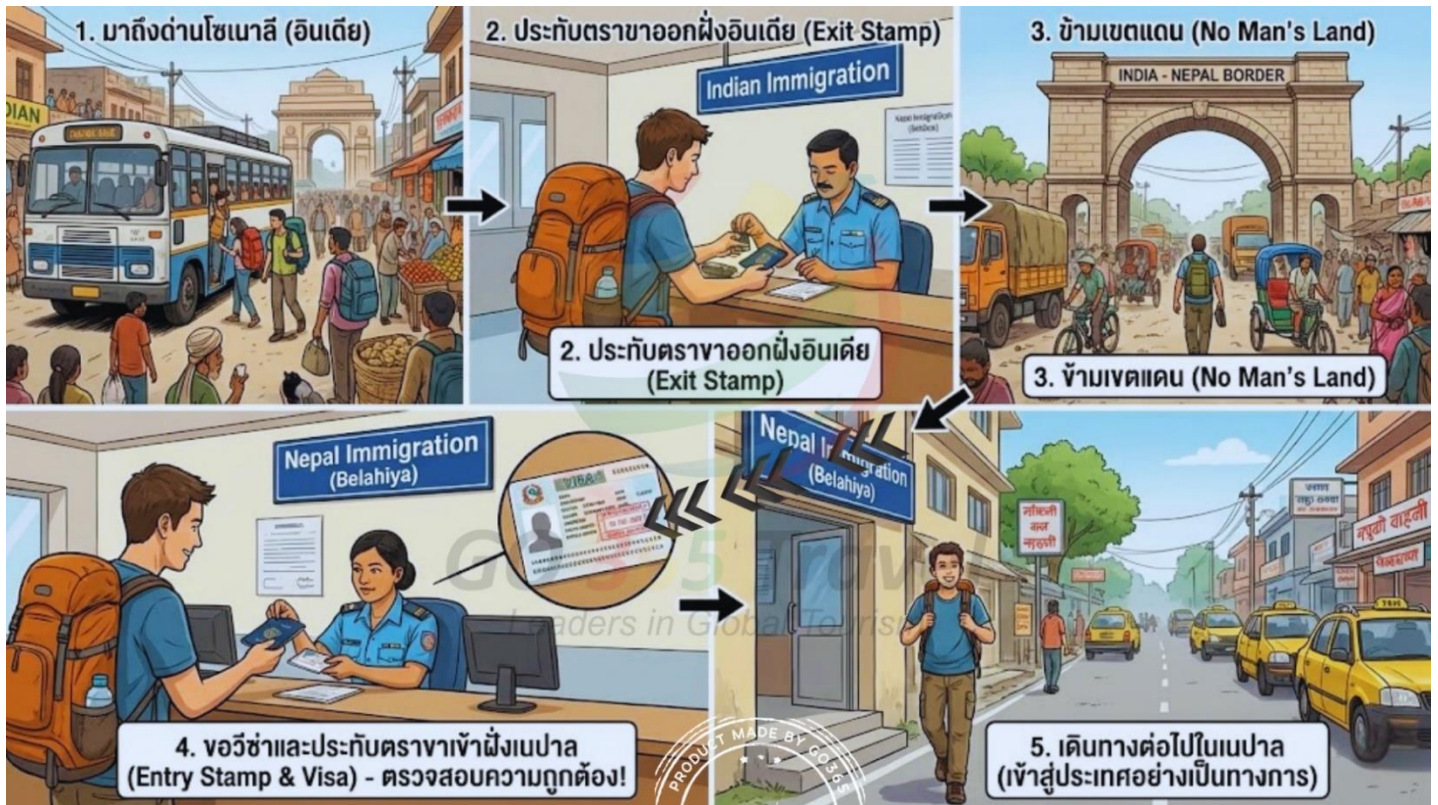 1. มาถึงด่านโซเนาลี (อินเดีย)
2. ประทับตราขาออกฝั่งอินเดีย (Exit Stamp)
Indian Immigration
2. ประทับตราขาออกฝั่งอินเดีย
(Exit Stamp)
3. ข้ามเขตแดน (No Man's Land)
INDIA - NEPAL BORDER
3. ข้ามเขตแดน (No Man's Land)
Nepal Immigration
(Belahiya)
VISA
4. ขอวีซ่าและประทับตราขาเข้าฝั่งเนปาล
(Entry Stamp & Visa) - ตรวจสอบความถูกต้อง!
Nepal Immigration
(Belahiya)
5. เดินทางต่อไปในเนปาล
(เข้าสู่ประเทศอย่างเป็นทางการ)
GO365 Travel
Leaders in Global Tourism
PRODUCT MADE BY GO365